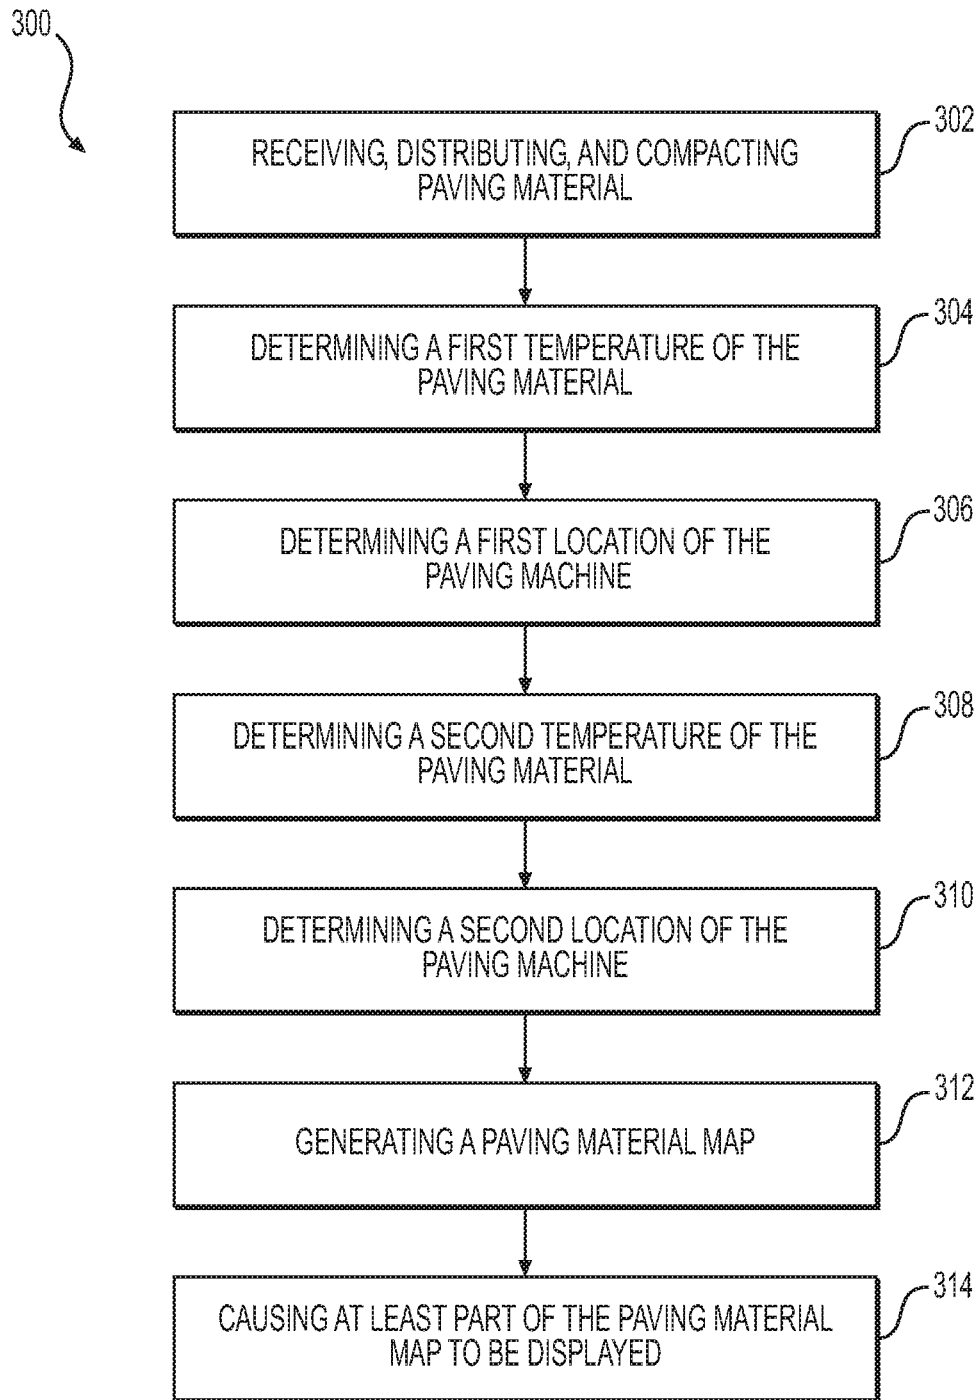 300
RECEIVING, DISTRIBUTING, AND COMPACTING
PAVING MATERIAL
302
DETERMINING A FIRST TEMPERATURE OF THE
PAVING MATERIAL
304
DETERMINING A FIRST LOCATION OF THE
PAVING MACHINE
306
DETERMINING A SECOND TEMPERATURE OF THE
PAVING MATERIAL
308
DETERMINING A SECOND LOCATION OF THE
PAVING MACHINE
310
GENERATING A PAVING MATERIAL MAP
312
CAUSING AT LEAST PART OF THE PAVING MATERIAL
MAP TO BE DISPLAYED
314